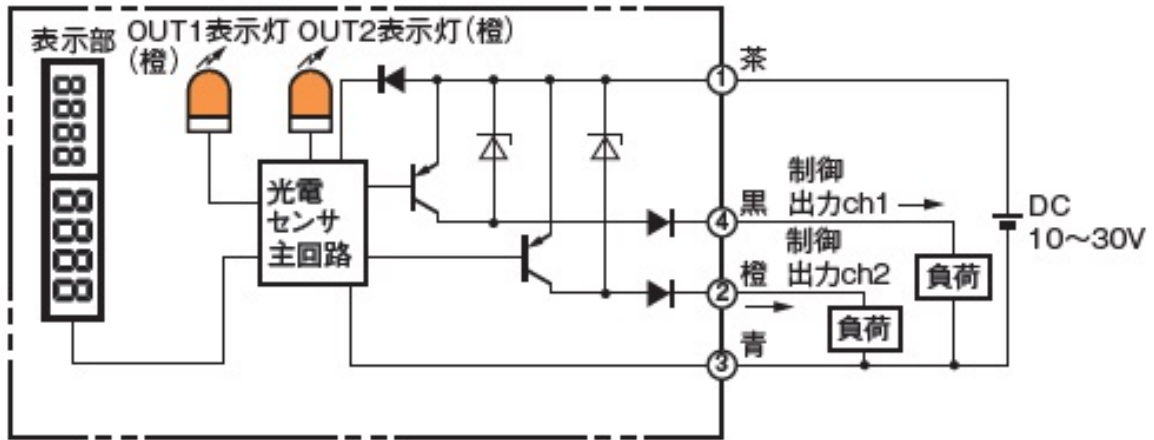 表示部
OUT1表示灯
(橙)
OUT2表示灯(橙)
8888
8888
光電
センサ
主回路
① 茶
④ 黒
制御
出力ch1
② 橙
制御
出力ch2
③ 青
負荷
負荷
DC
10〜30V